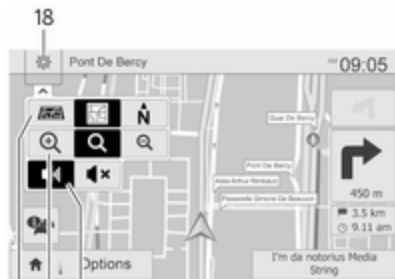 18
Pont De Bercy
09:05
N
Quai De Bercy
Pont De Bercy
Allée Arthur Rimbaud
Passerelle Simone De Beauvoir
450 m
3.5 km
9.11 am
Options
I'm da notorius Media
String